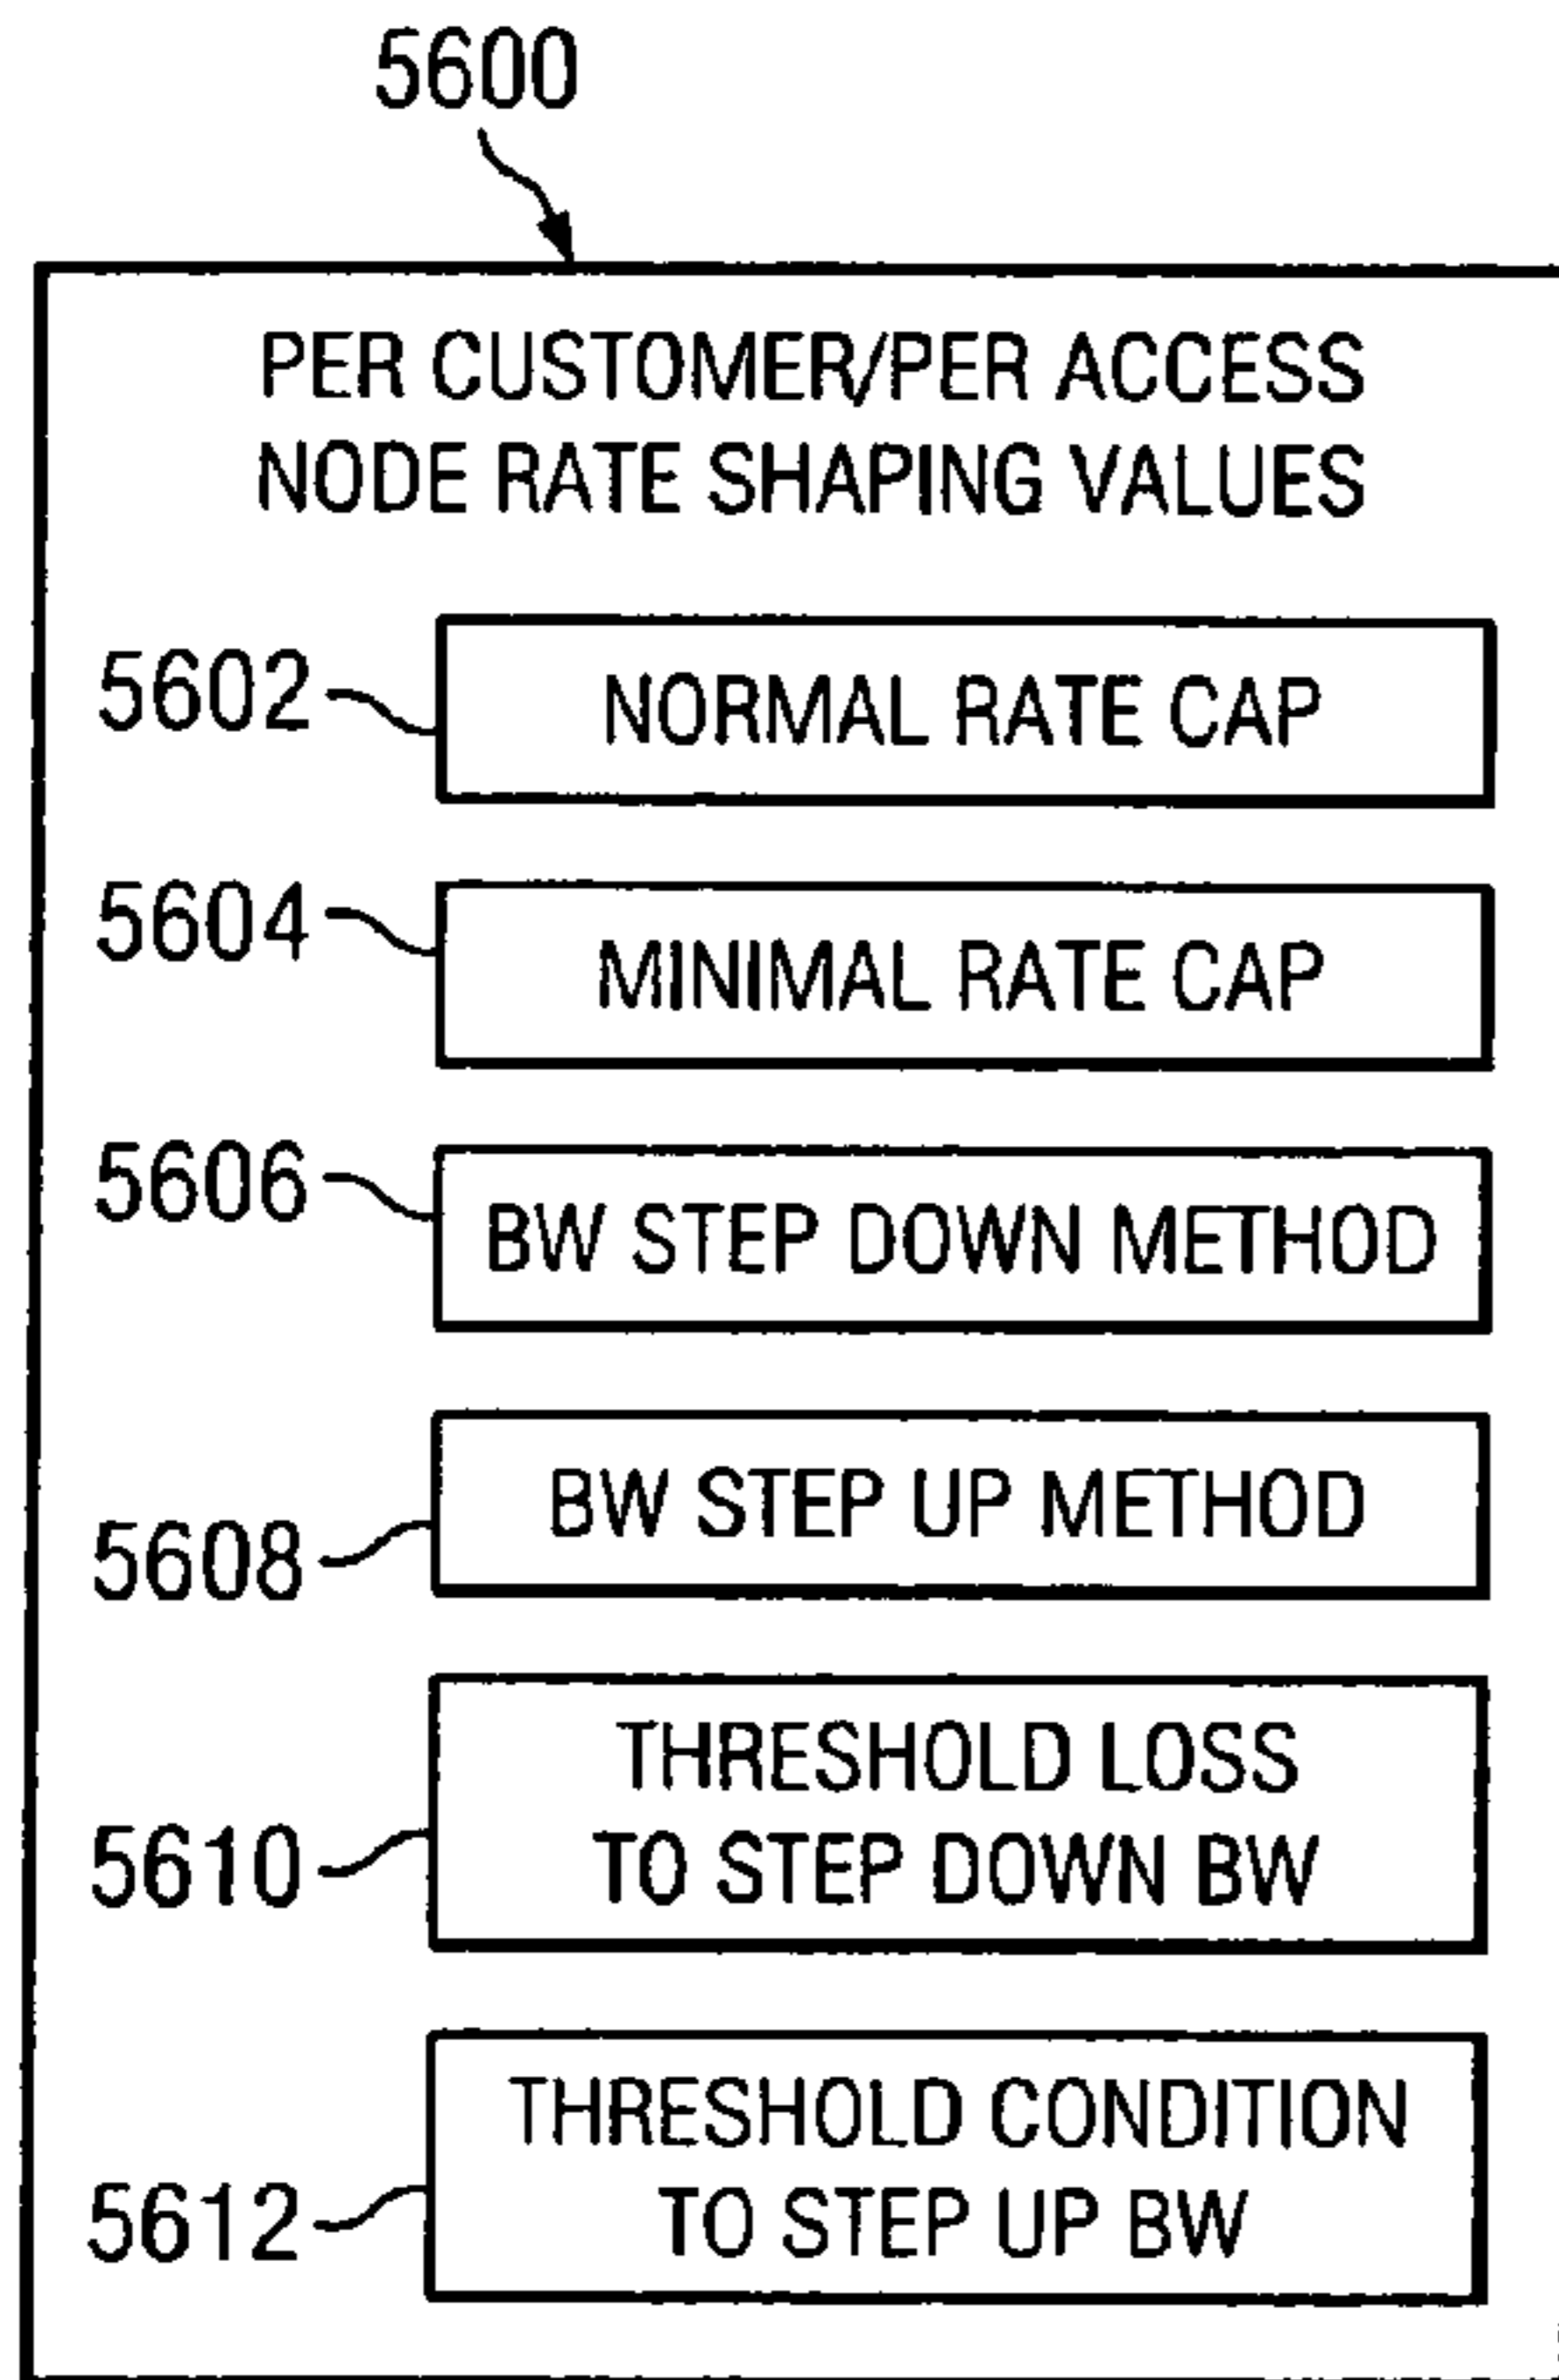 5600
PER CUSTOMER/PER ACCESS
NODE RATE SHAPING VALUES
5602
NORMAL RATE CAP
5604
MINIMAL RATE CAP
5606
BW STEP DOWN METHOD
5608
BW STEP UP METHOD
5610
THRESHOLD LOSS
TO STEP DOWN BW
5612
THRESHOLD CONDITION
TO STEP UP BW